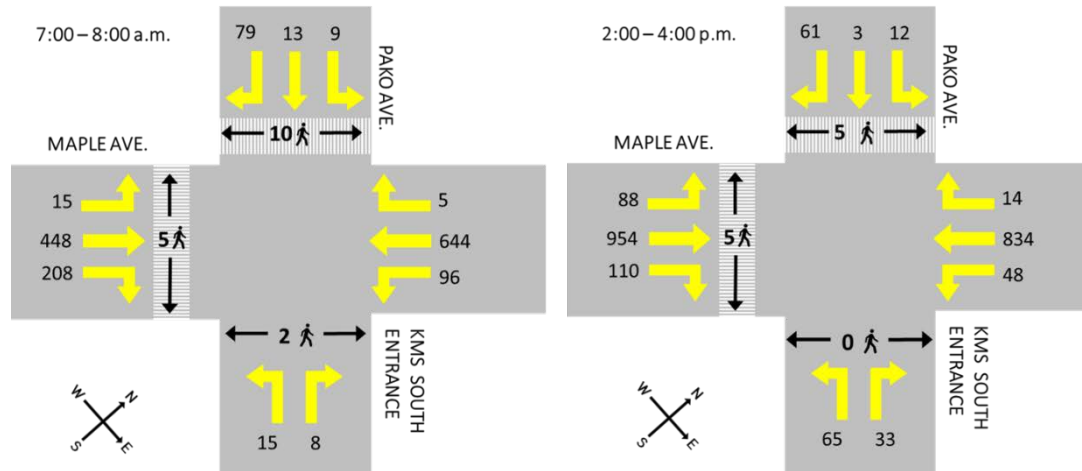 7:00 – 8:00 a.m.
79 13 9
PAKO AVE.
10
MAPLE AVE.
15
448
208
5
5
644
96
2
KMS SOUTH
ENTRANCE
15 8
W N
S E
2:00 – 4:00 p.m.
61 3 12
PAKO AVE.
5
MAPLE AVE.
88
954
110
5
14
834
48
0
KMS SOUTH
ENTRANCE
65 33
W N
S E